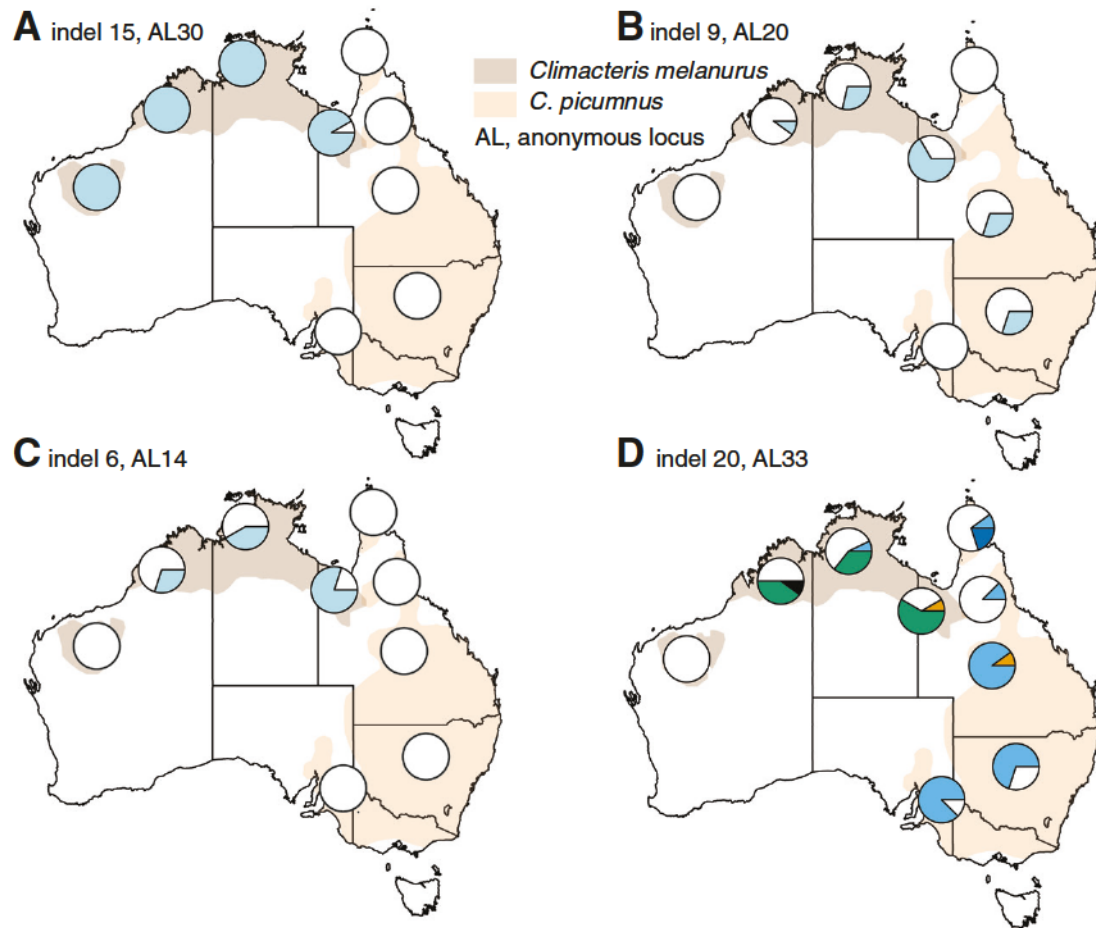 A indel 15, AL30
B indel 9, AL20
Climacteris melanurus
C. picumnus
AL, anonymous locus
C indel 6, AL14
D indel 20, AL33